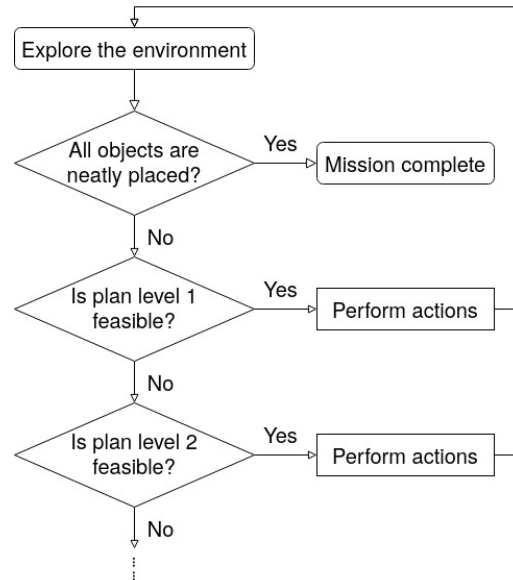 Explore the environment
All objects are
neatly placed?
Yes
Mission complete
No
Is plan level 1
feasible?
Yes
Perform actions
No
Is plan level 2
feasible?
Yes
Perform actions
No